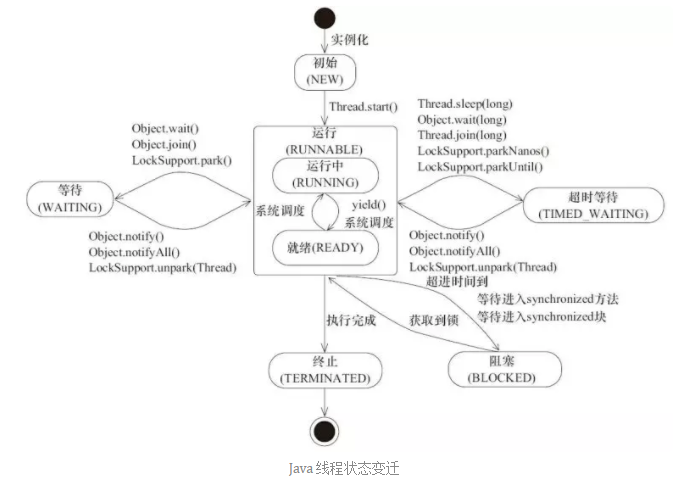 实例化
初始
(NEW)
Thread.start()
运行
(RUNNABLE)
运行中
(RUNNING)
系统调度
yield()
系统调度
就绪(READY)
Object.wait()
Object.join()
LockSupport.park()
等待
(WAITING)
Object.notify()
Object.notifyAll()
LockSupport.unpark(Thread)
Thread.sleep(long)
Object.wait(long)
Thread.join(long)
LockSupport.parkNanos()
LockSupport.parkUntil()
超时等待
(TIMED_WAITING)
Object.notify()
Object.notifyAll()
LockSupport.unpark(Thread)
超进时间到
等待进入synchronized方法
等待进入synchronized块
获取到锁
阻塞
(BLOCKED)
执行完成
终止
(TERMINATED)
Java 线程状态变迁